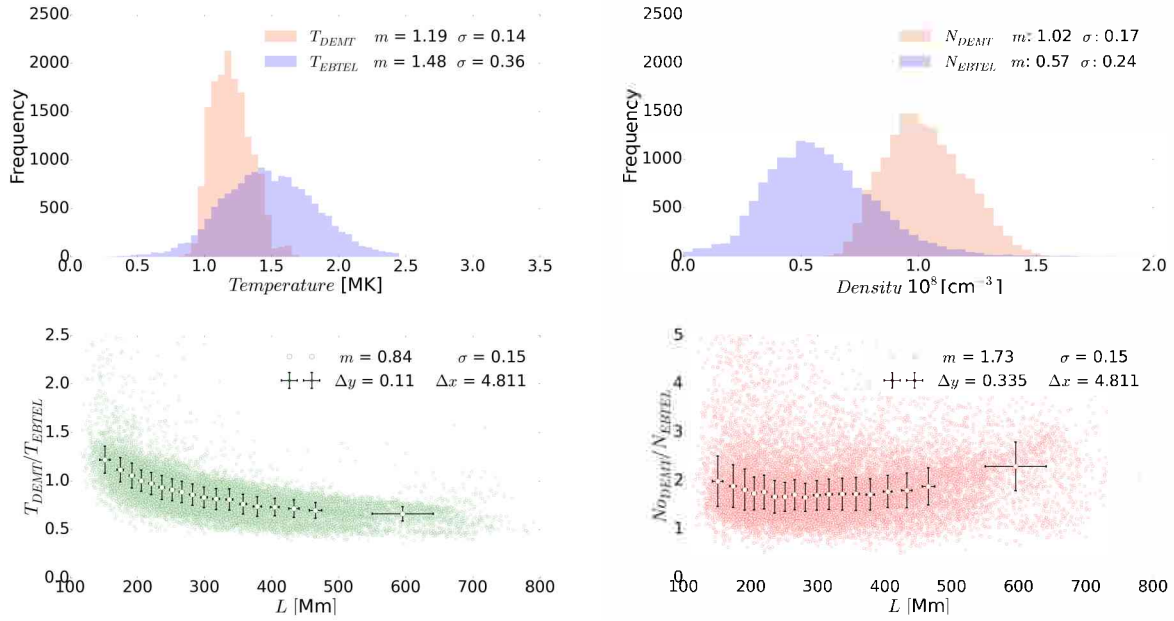 2500
2000
1500
1000
500
0
Frequency
T_DEMT m = 1.19 σ = 0.14
T_EBTEL m = 1.48 σ = 0.36
0.0 0.5 1.0 1.5 2.0 2.5 3.0 3.5
Temperature [MK]
2500
2000
1500
1000
500
0
Frequency
N_DEMT m: 1.02 σ: 0.17
N_EBTEL m: 0.57 σ: 0.24
0.0 0.5 1.0 1.5 2.0
Density 10⁸[cm⁻³]
2.5
2.0
1.5
1.0
0.5
0.0
T_DEMT/T_EBTEL
m = 0.84 σ = 0.15
Δy = 0.11 Δx = 4.811
100 200 300 400 500 600 700 800
L [Mm]
5
4
3
2
1
0
No_DEMT/N_EBTEL
m = 1.73 σ = 0.15
Δy = 0.335 Δx = 4.811
100 200 300 400 500 600 700 800
L [Mm]